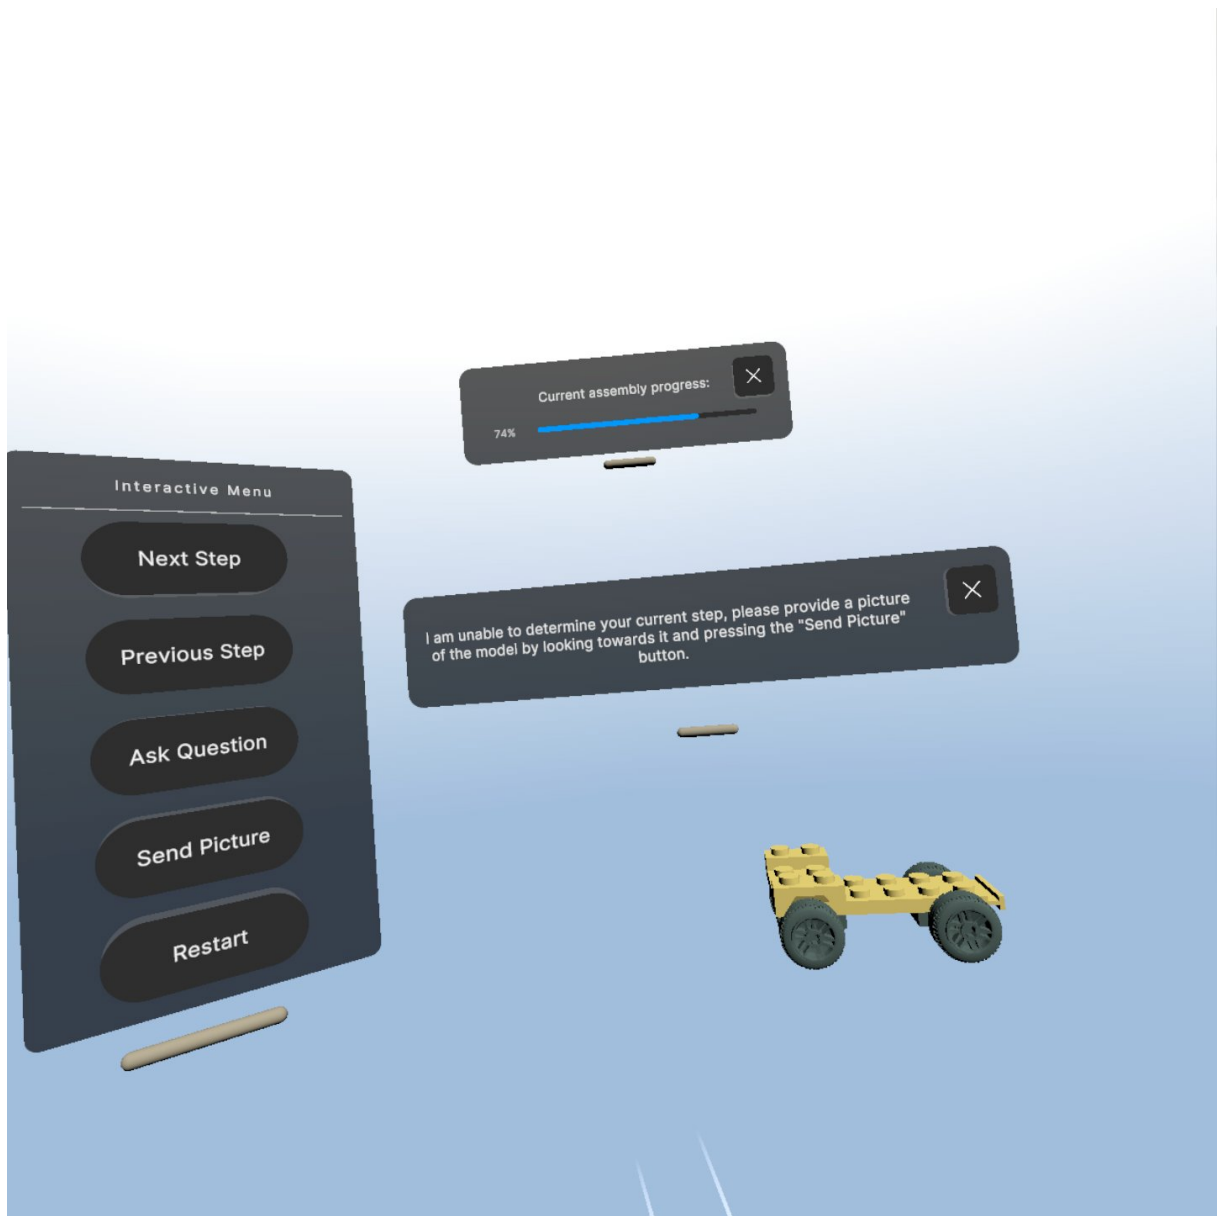 Current assembly progress:
74%
Interactive Menu
Next Step
Previous Step
Ask Question
Send Picture
Restart
I am unable to determine your current step, please provide a picture
of the model by looking towards it and pressing the "Send Picture"
button.